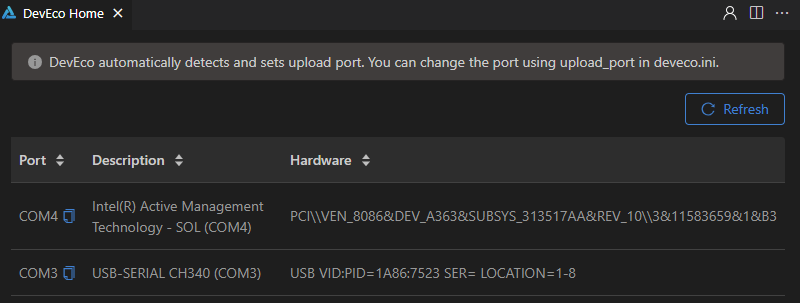 DevEco Home
DevEco automatically detects and sets upload port. You can change the port using upload_port in deveco.ini.
Refresh
Port Description Hardware
COM4 Intel(R) Active Management Technology - SOL (COM4) PCI\\VEN_8086&DEV_A363&SUBSYS_313517AA&REV_10\\3&11583659&1&B3
COM3 USB-SERIAL CH340 (COM3) USB VID:PID=1A86:7523 SER= LOCATION=1-8